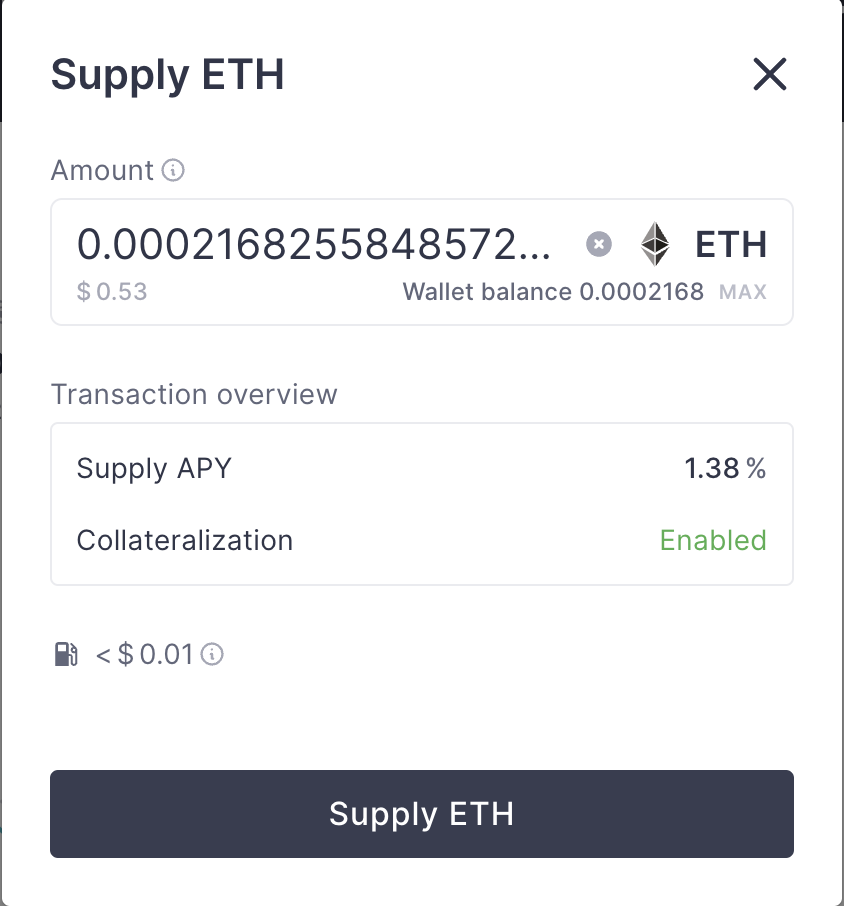 Supply ETH
Amount
0.0002168255848572... ETH
$ 0.53 Wallet balance 0.0002168 MAX
Transaction overview
Supply APY 1.38 %
Collateralization Enabled
< $ 0.01
Supply ETH